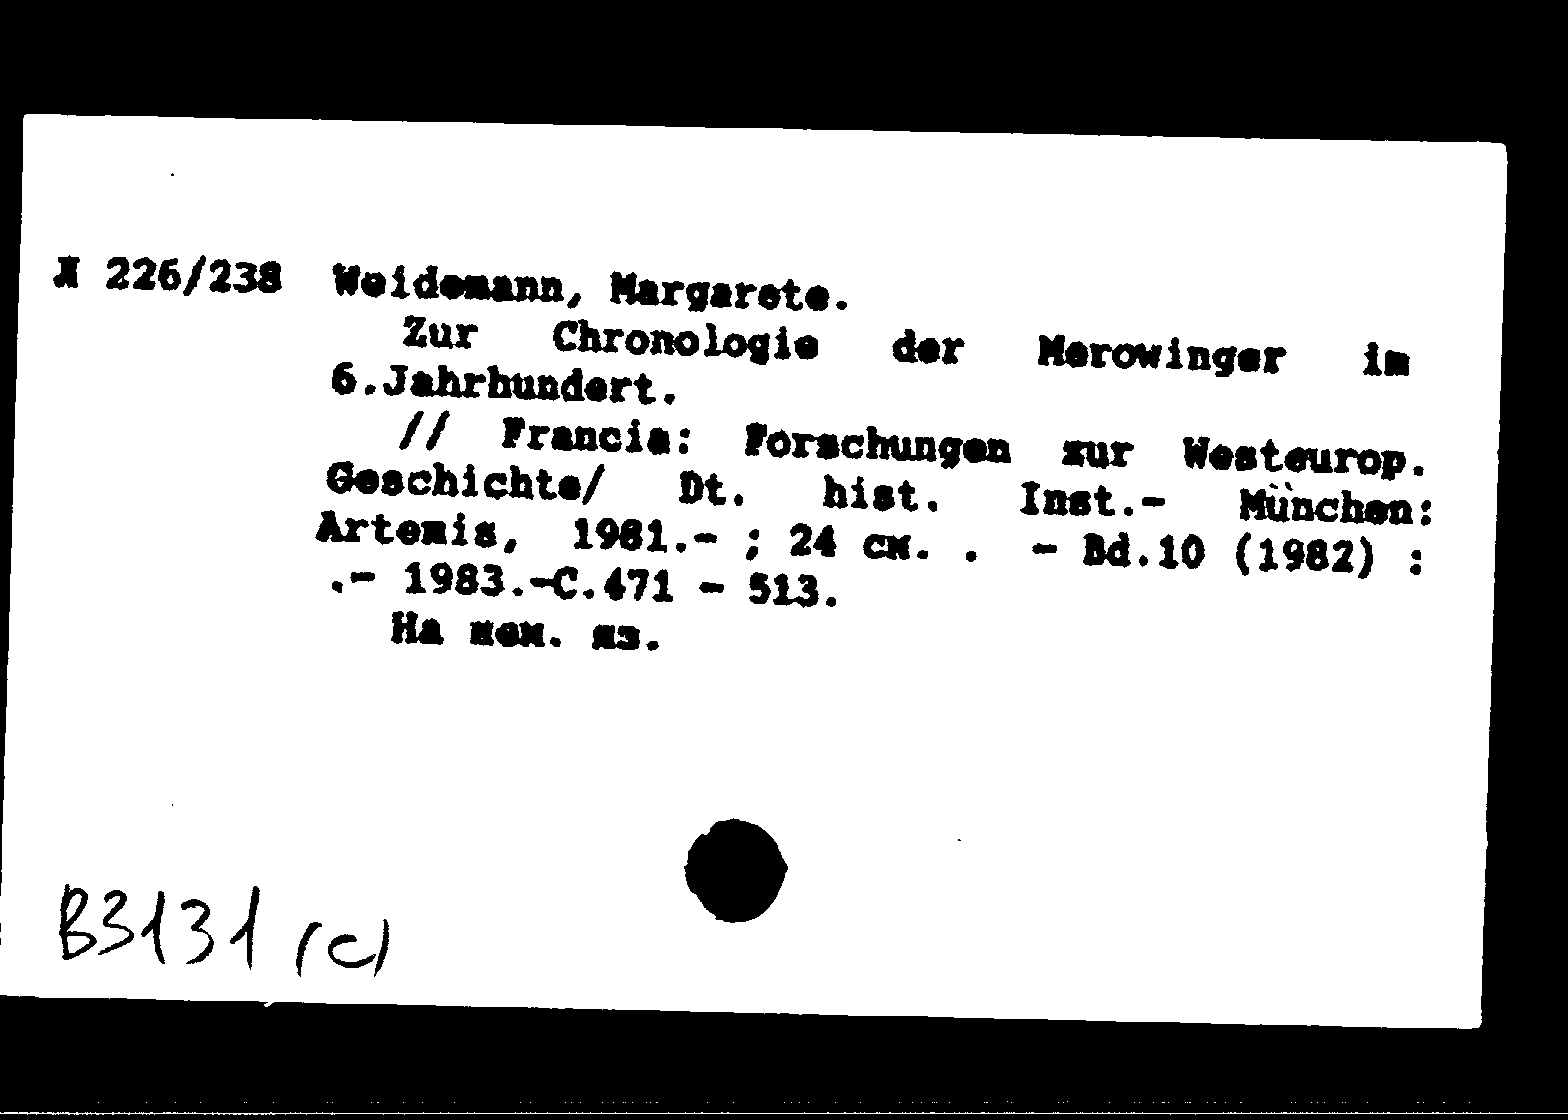 Л 226/238 Weidemann, Margarete.
Zur Chronologie der Merowinger im
6.Jahrhundert.
// Francia: Forschungen zur Westeurop.
Geschichte/ Dt. hist. Inst.- München:
Artemis, 1981.- ; 24 см. . - Bd.10 (1982) :
.- 1983.-С.471 - 513.
На нем. яз.
В3131 (с)